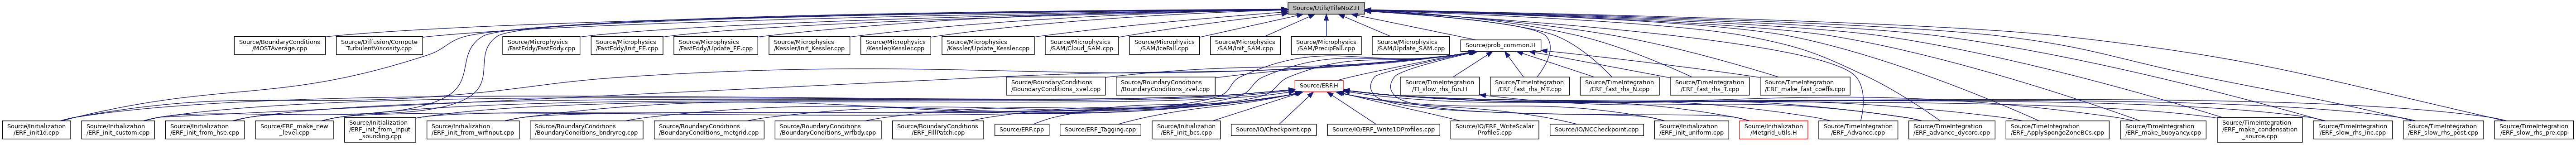 Source/Utils/TileNoZ.H
Source/BoundaryConditions
/MOSTAverage.cpp
Source/Diffusion/Compute
TurbulentViscosity.cpp
Source/Microphysics
/FastEddy/FastEddy.cpp
Source/Microphysics
/FastEddy/Init_FE.cpp
Source/Microphysics
/FastEddy/Update_FE.cpp
Source/Microphysics
/Kessler/Init_Kessler.cpp
Source/Microphysics
/Kessler/Kessler.cpp
Source/Microphysics
/Kessler/Update_Kessler.cpp
Source/Microphysics
/SAM/Cloud_SAM.cpp
Source/Microphysics
/SAM/IceFall.cpp
Source/Microphysics
/SAM/Init_SAM.cpp
Source/Microphysics
/SAM/PrecipFall.cpp
Source/Microphysics
/SAM/Update_SAM.cpp
Source/prob_common.H
Source/BoundaryConditions
/BoundaryConditions_xvel.cpp
Source/BoundaryConditions
/BoundaryConditions_zvel.cpp
Source/ERF.H
Source/TimeIntegration
/TI_slow_rhs_fun.H
Source/TimeIntegration
/ERF_fast_rhs_MT.cpp
Source/TimeIntegration
/ERF_fast_rhs_N.cpp
Source/TimeIntegration
/ERF_fast_rhs_T.cpp
Source/TimeIntegration
/ERF_make_fast_coeffs.cpp
Source/Initialization
/ERF_init1d.cpp
Source/Initialization
/ERF_init_custom.cpp
Source/Initialization
/ERF_init_from_hse.cpp
Source/ERF_make_new
_level.cpp
Source/Initialization
/ERF_init_from_input
_sounding.cpp
Source/Initialization
/ERF_init_from_wrfinput.cpp
Source/BoundaryConditions
/BoundaryConditions_bndryreg.cpp
Source/BoundaryConditions
/BoundaryConditions_metgrid.cpp
Source/BoundaryConditions
/BoundaryConditions_wrfbdy.cpp
Source/BoundaryConditions
/ERF_FillPatch.cpp
Source/ERF.cpp
Source/ERF_Tagging.cpp
Source/Initialization
/ERF_init_bcs.cpp
Source/IO/Checkpoint.cpp
Source/IO/ERF_Write1DProfiles.cpp
Source/IO/ERF_WriteScalar
Profiles.cpp
Source/IO/NCCheckpoint.cpp
Source/Initialization
/ERF_init_uniform.cpp
Source/Initialization
/Metgrid_utils.H
Source/TimeIntegration
/ERF_Advance.cpp
Source/TimeIntegration
/ERF_advance_dycore.cpp
Source/TimeIntegration
/ERF_ApplySpongeZoneBCs.cpp
Source/TimeIntegration
/ERF_make_buoyancy.cpp
Source/TimeIntegration
/ERF_make_condensation
_source.cpp
Source/TimeIntegration
/ERF_slow_rhs_inc.cpp
Source/TimeIntegration
/ERF_slow_rhs_post.cpp
Source/TimeIntegration
/ERF_slow_rhs_pre.cpp